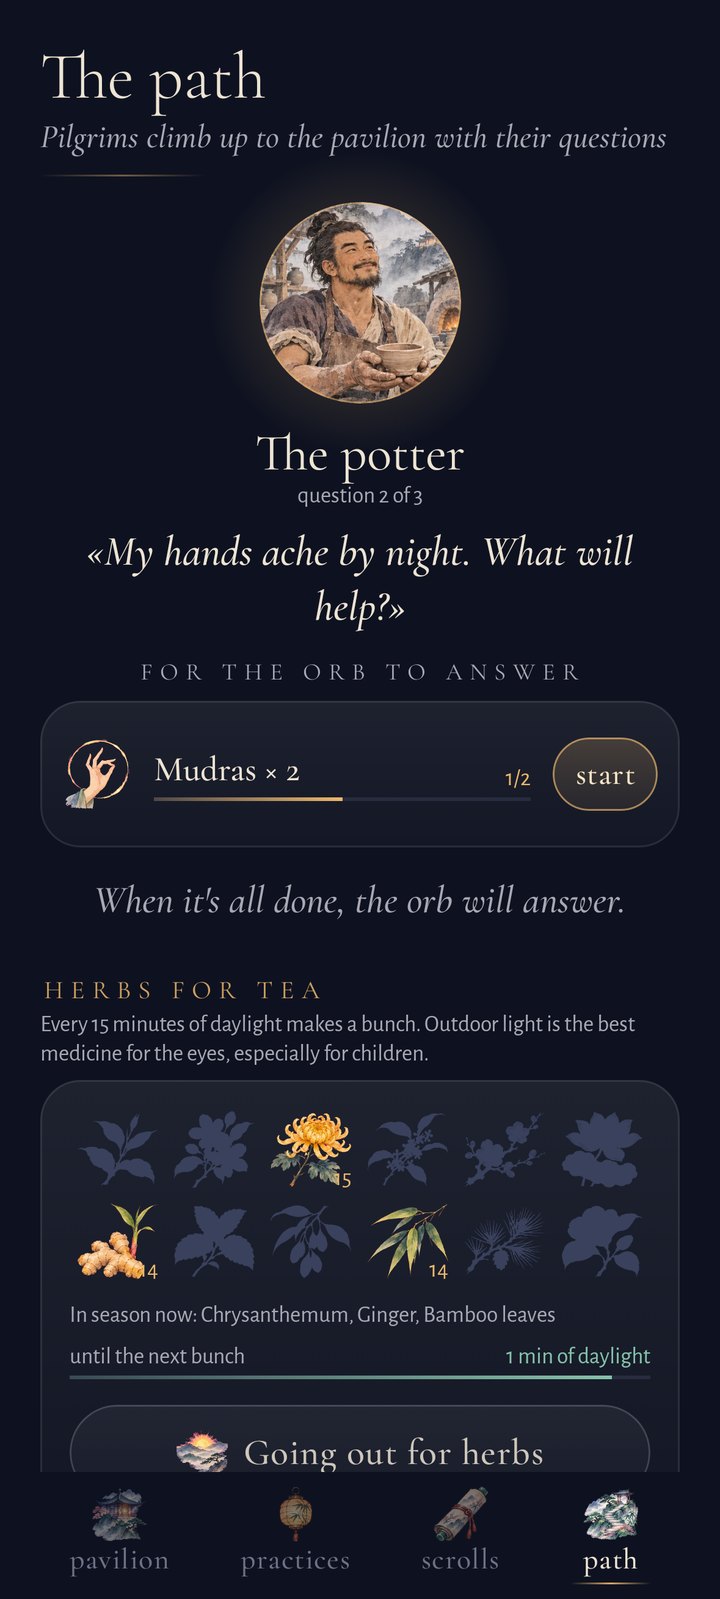 The path
Pilgrims climb up to the pavilion with their questions
The potter
question 2 of 3
«My hands ache by night. What will
help?»
FOR THE ORB TO ANSWER
Mudras × 2
1/2
start
When it's all done, the orb will answer.
HERBS FOR TEA
Every 15 minutes of daylight makes a bunch. Outdoor light is the best
medicine for the eyes, especially for children.
15
14
14
In season now: Chrysanthemum, Ginger, Bamboo leaves
until the next bunch
1 min of daylight
Going out for herbs
pavilion
practices
scrolls
path